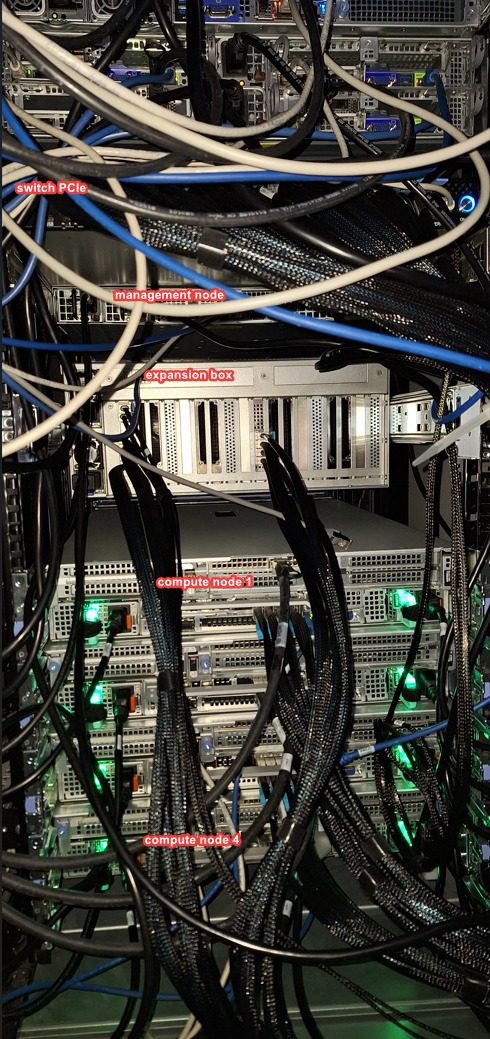 switch PCIe
management node
expansion box
compute node 1
compute node 4